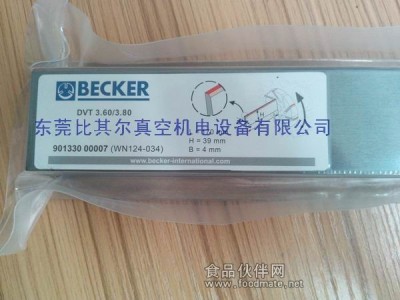 BECKER
DVT 3.60/3.80
东莞比其尔真空机电设备有限公司
H = 39 mm
901330 00007 (WN124-034)
B = 4 mm
www.becker-international.com
食品伙伴网
www.foodmate.net